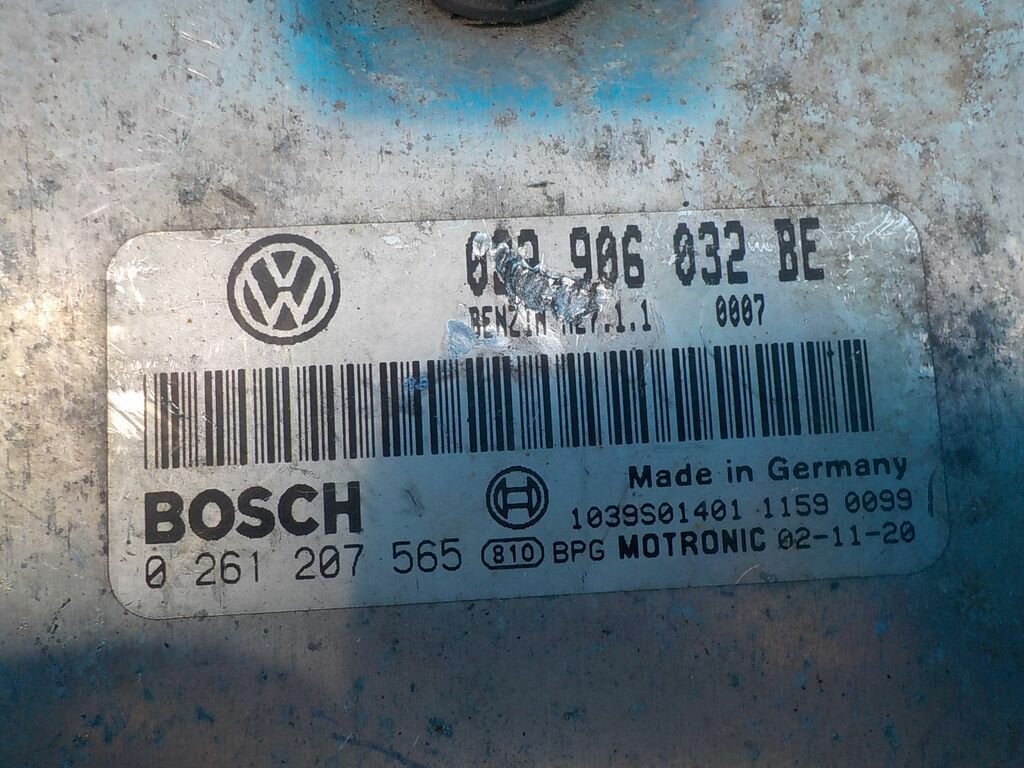 906 032 BE
BENZIN 0007
Made in Germany
BOSCH
1039S01401 1159 0099
0 261 207 565 810 BPG MOTRONIC 02-11-20